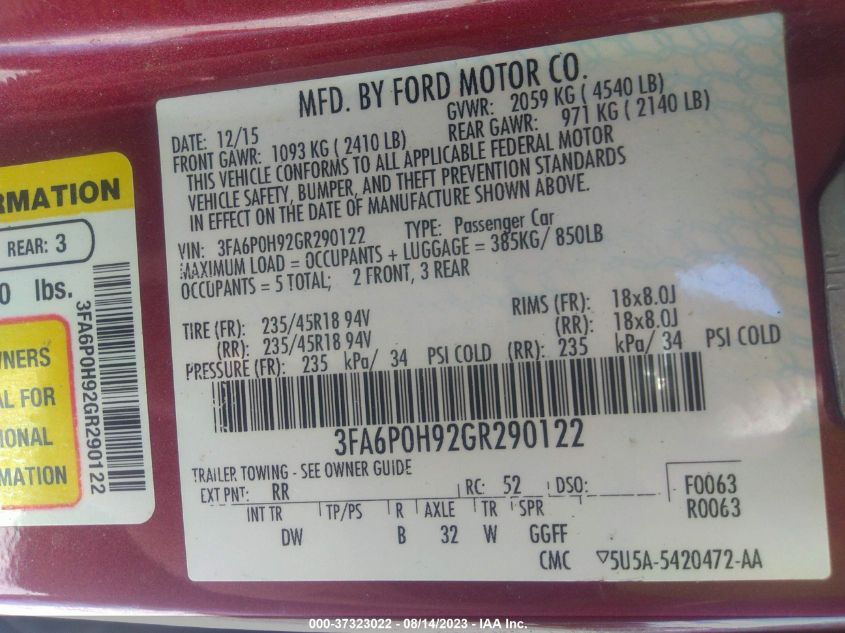 MFD. BY FORD MOTOR CO.
DATE: 12/15 GVWR: 2059 KG ( 4540 LB)
FRONT GAWR: 1093 KG ( 2410 LB) REAR GAWR: 971 KG ( 2140 LB)
THIS VEHICLE CONFORMS TO ALL APPLICABLE FEDERAL MOTOR
VEHICLE SAFETY, BUMPER, AND THEFT PREVENTION STANDARDS
IN EFFECT ON THE DATE OF MANUFACTURE SHOWN ABOVE.
VIN: 3FA6P0H92GR290122 TYPE: Passenger Car
MAXIMUM LOAD = OCCUPANTS + LUGGAGE = 385KG/ 850LB
OCCUPANTS = 5 TOTAL; 2 FRONT, 3 REAR
TIRE (FR): 235/45R18 94V RIMS (FR): 18x8.0J
(RR): 235/45R18 94V (RR): 18x8.0J
PRESSURE (FR): 235 kPa/ 34 PSI COLD (RR): 235 kPa/ 34 PSI COLD
3FA6P0H92GR290122
TRAILER TOWING - SEE OWNER GUIDE
EXT PNT: RR RC: 52 DSO: F0063
INT TR TP/PS R AXLE TR SPR R0063
DW B 32 W GGFF
CMC ▽5U5A-5420472-AA
RMATION
REAR: 3
0 lbs.
WNERS
AL FOR
IONAL
3FA6P0H92GR290122
000-37323022 - 08/14/2023 - IAA Inc.